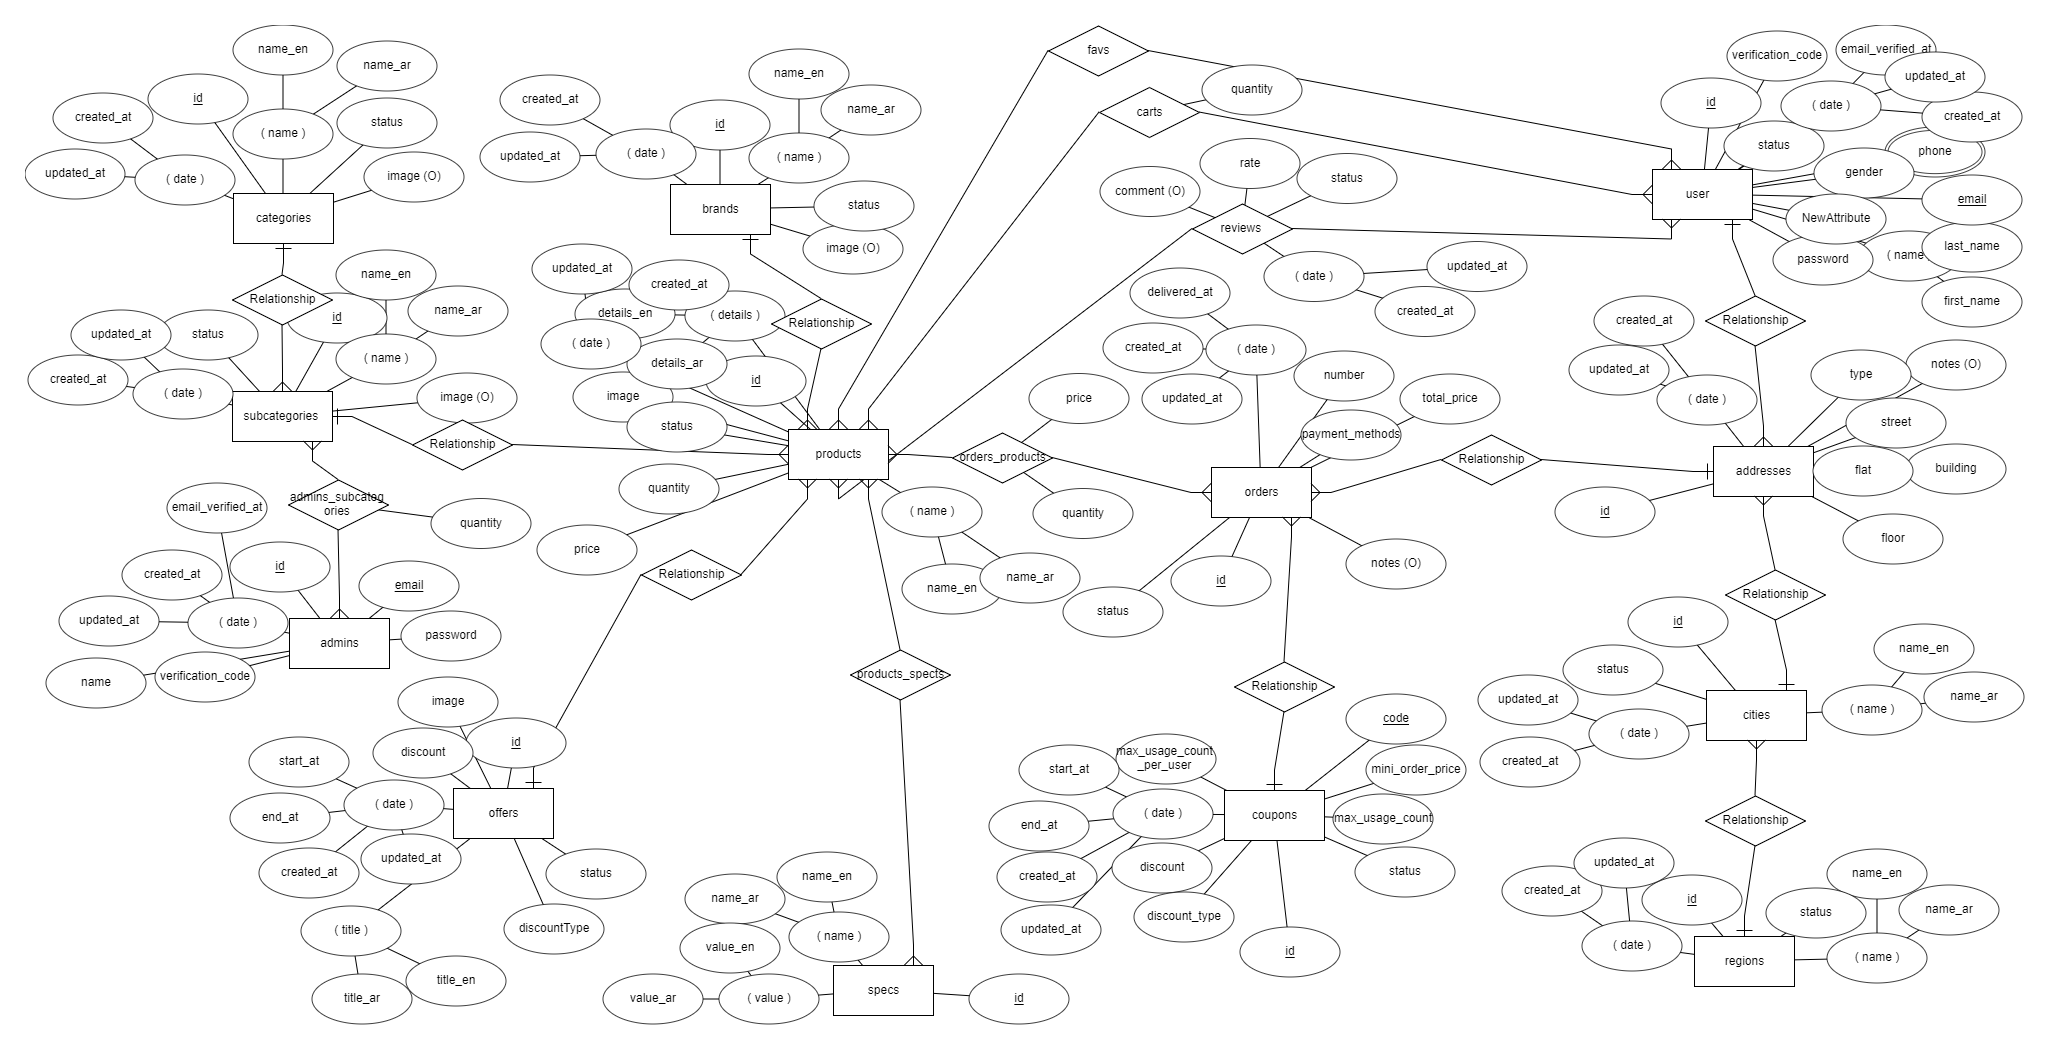 name_en
name_ar
id
created_at
status
( name )
updated_at
( date )
image (O)
categories
Relationship
name_en
id
name_ar
updated_at
status
( name )
created_at
( date )
subcategories
image (O)
Relationship
admins_subcateg
ories
quantity
email_verified_at
created_at
id
email
updated_at
( date )
admins
password
name
verification_code
name_en
created_at
id
name_ar
updated_at
( date )
( name )
brands
status
image (O)
Relationship
updated_at
created_at
details_en
( details )
( date )
details_ar
id
image
status
products
quantity
price
( name )
name_en
name_ar
Relationship
favs
carts
quantity
rate
comment (O)
status
reviews
( date )
updated_at
created_at
verification_code
email_verified_at
updated_at
id
( date )
created_at
status
phone
gender
user
email
NewAttribute
last_name
( name
password
first_name
Relationship
delivered_at
created_at
( date )
updated_at
number
payment_methods
total_price
price
orders_products
quantity
orders
Relationship
status
id
notes (O)
created_at
updated_at
( date )
type
notes (O)
street
addresses
flat
building
id
floor
Relationship
id
status
name_en
updated_at
name_ar
( date )
cities
( name )
created_at
Relationship
updated_at
created_at
id
name_en
status
name_ar
( date )
regions
( name )
Relationship
max_usage_count
_per_user
code
start_at
mini_order_price
( date )
end_at
coupons
max_usage_count
discount
created_at
status
discount_type
updated_at
id
products_spects
name_en
name_ar
( name )
value_en
value_ar
( value )
specs
id
image
discount
id
start_at
( date )
end_at
offers
created_at
updated_at
status
( title )
discountType
title_en
title_ar